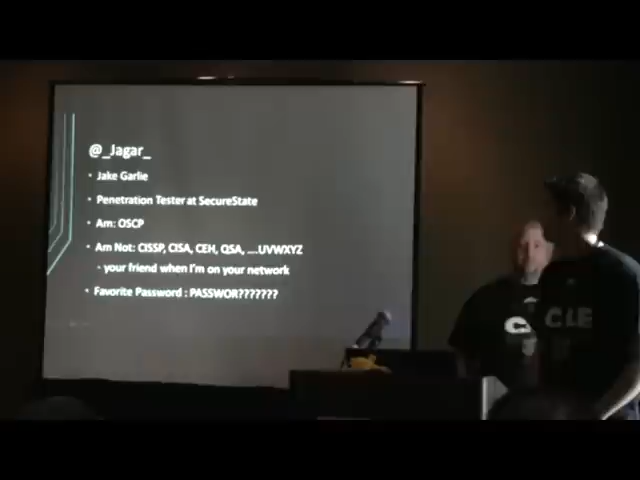 @_Jagar_
Jake Garlie
Penetration Tester at SecureState
Am: OSCP
Am Not: CISSP, CISA, CEH, QSA, ....UVWXYZ
- your friend when I'm on your network
Favorite Password : PASSWOR???????
CLE